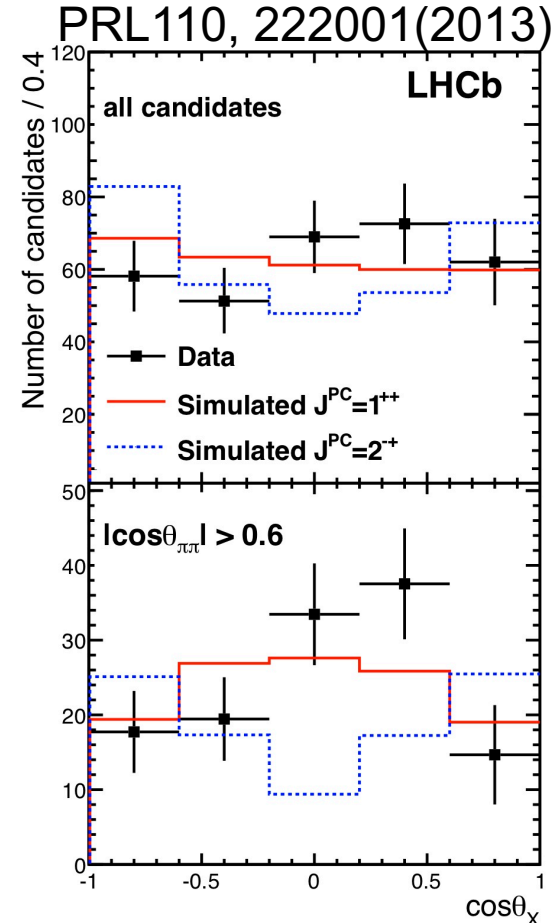 PRL110, 222001(2013)
Number of candidates / 0.4
120
LHCb
all candidates
100
80
60
40
Data
Simulated J^PC=1^++
20
Simulated J^PC=2^-+
50
|cosθ_ππ| > 0.6
40
30
20
10
0
-1 -0.5 0 0.5 1
cosθ_X